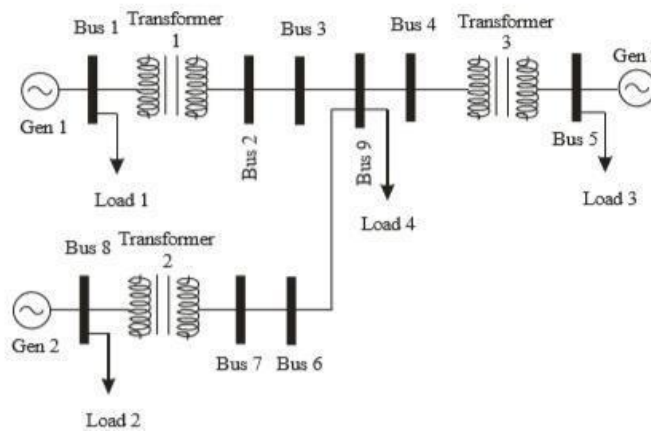 Transformer
1
Bus 1
Bus 3
Bus 4
Transformer
3
Gen
Gen 1
Bus 2
Bus 9
Bus 5
Load 1
Load 4
Load 3
Transformer
2
Bus 8
Gen 2
Bus 7
Bus 6
Load 2